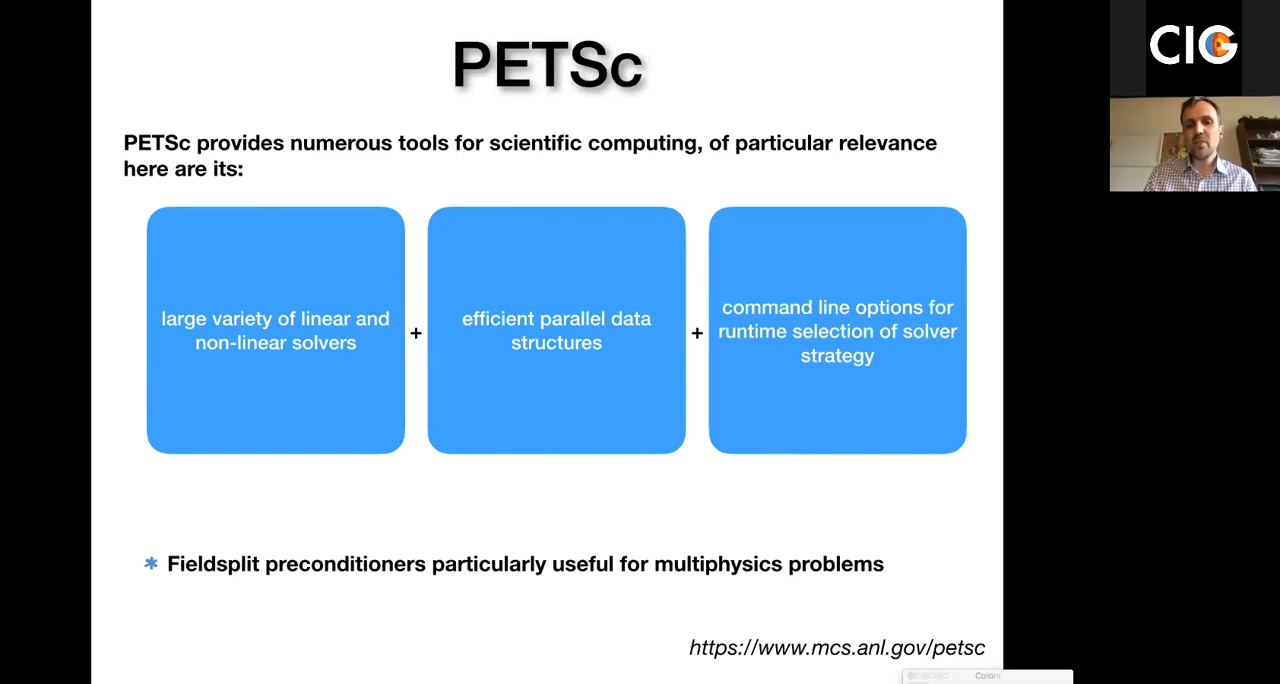 PETSc
CIG
PETSc provides numerous tools for scientific computing, of particular relevance
here are its:
large variety of linear and
non-linear solvers
+
efficient parallel data
structures
+
command line options for
runtime selection of solver
strategy
* Fieldsplit preconditioners particularly useful for multiphysics problems
https://www.mcs.anl.gov/petsc
Colors